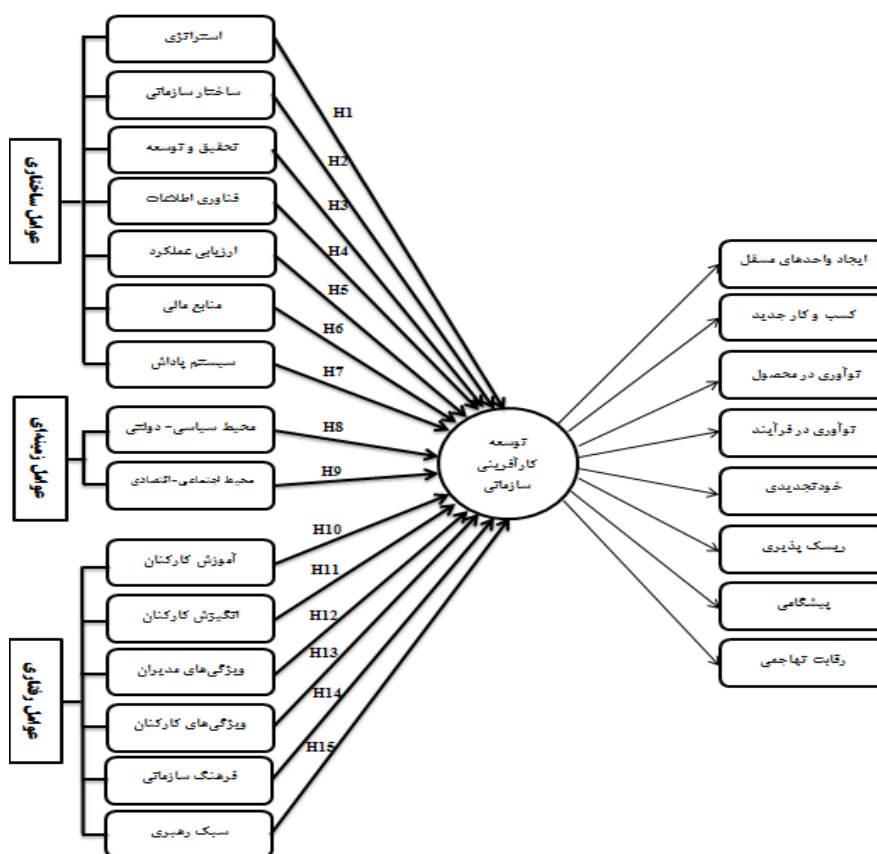 عوامل ساختاری
استراتژی
ساختار سازمانی
تحقیق و توسعه
فناوری اطلاعات
ارزیابی عملکرد
منابع مالی
سیستم پاداش
عوامل زمینه‌ای
محیط سیاسی- دولتی
محیط اجتماعی-اقتصادی
عوامل رفتاری
آموزش کارکنان
انگیزش کارکنان
ویژگی‌های مدیران
ویژگی‌های کارکنان
فرهنگ سازمانی
سبک رهبری
H1
H2
H3
H4
H5
H6
H7
H8
H9
H10
H11
H12
H13
H14
H15
توسعه
کارآفرینی
سازمانی
ایجاد واحدهای مسقل
کسب و کار جدید
نوآوری در محصول
نوآوری در فرآیند
خودتجدیدی
ریسک پذیری
پیشگامی
رقابت تهاجمی